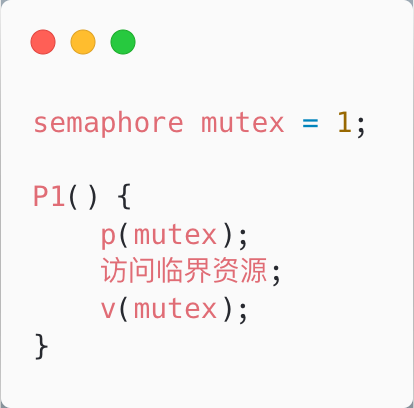 semaphore mutex = 1;
P1() {
    p(mutex);
    访问临界资源;
    v(mutex);
}